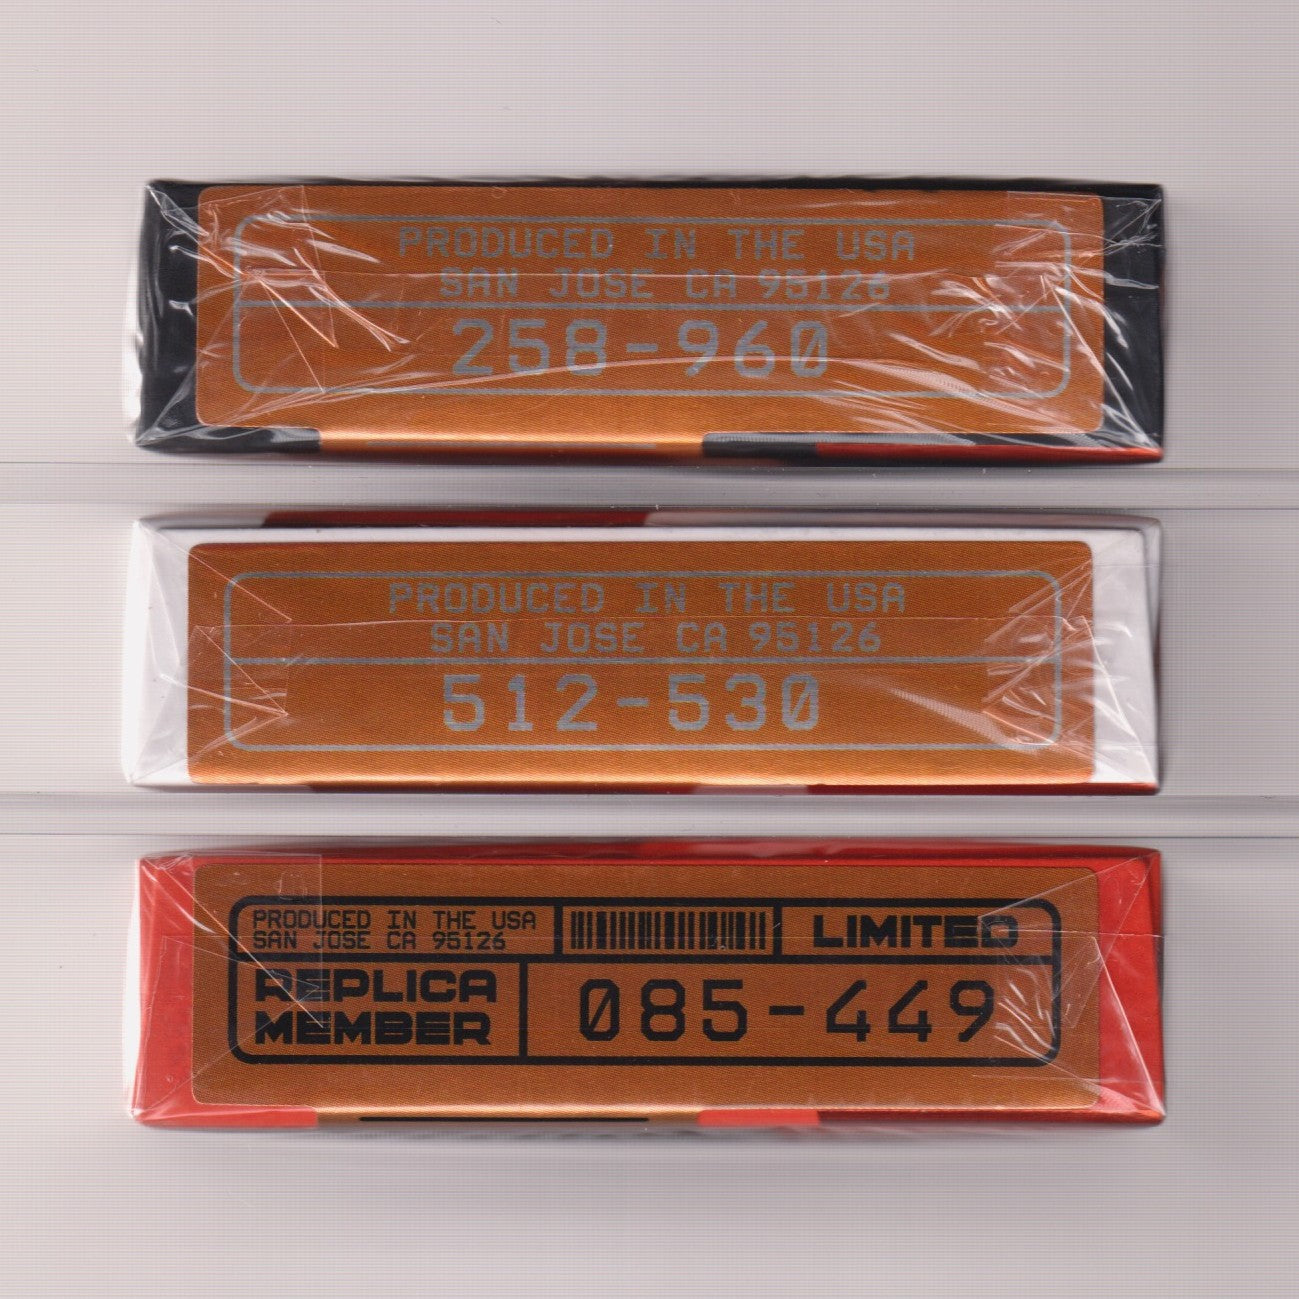 PRODUCED IN THE USA
SAN JOSE CA 95126
258-960
PRODUCED IN THE USA
SAN JOSE CA 95126
512-530
PRODUCED IN THE USA
SAN JOSE CA 95126
LIMITED
REPLICA
MEMBER
085-449